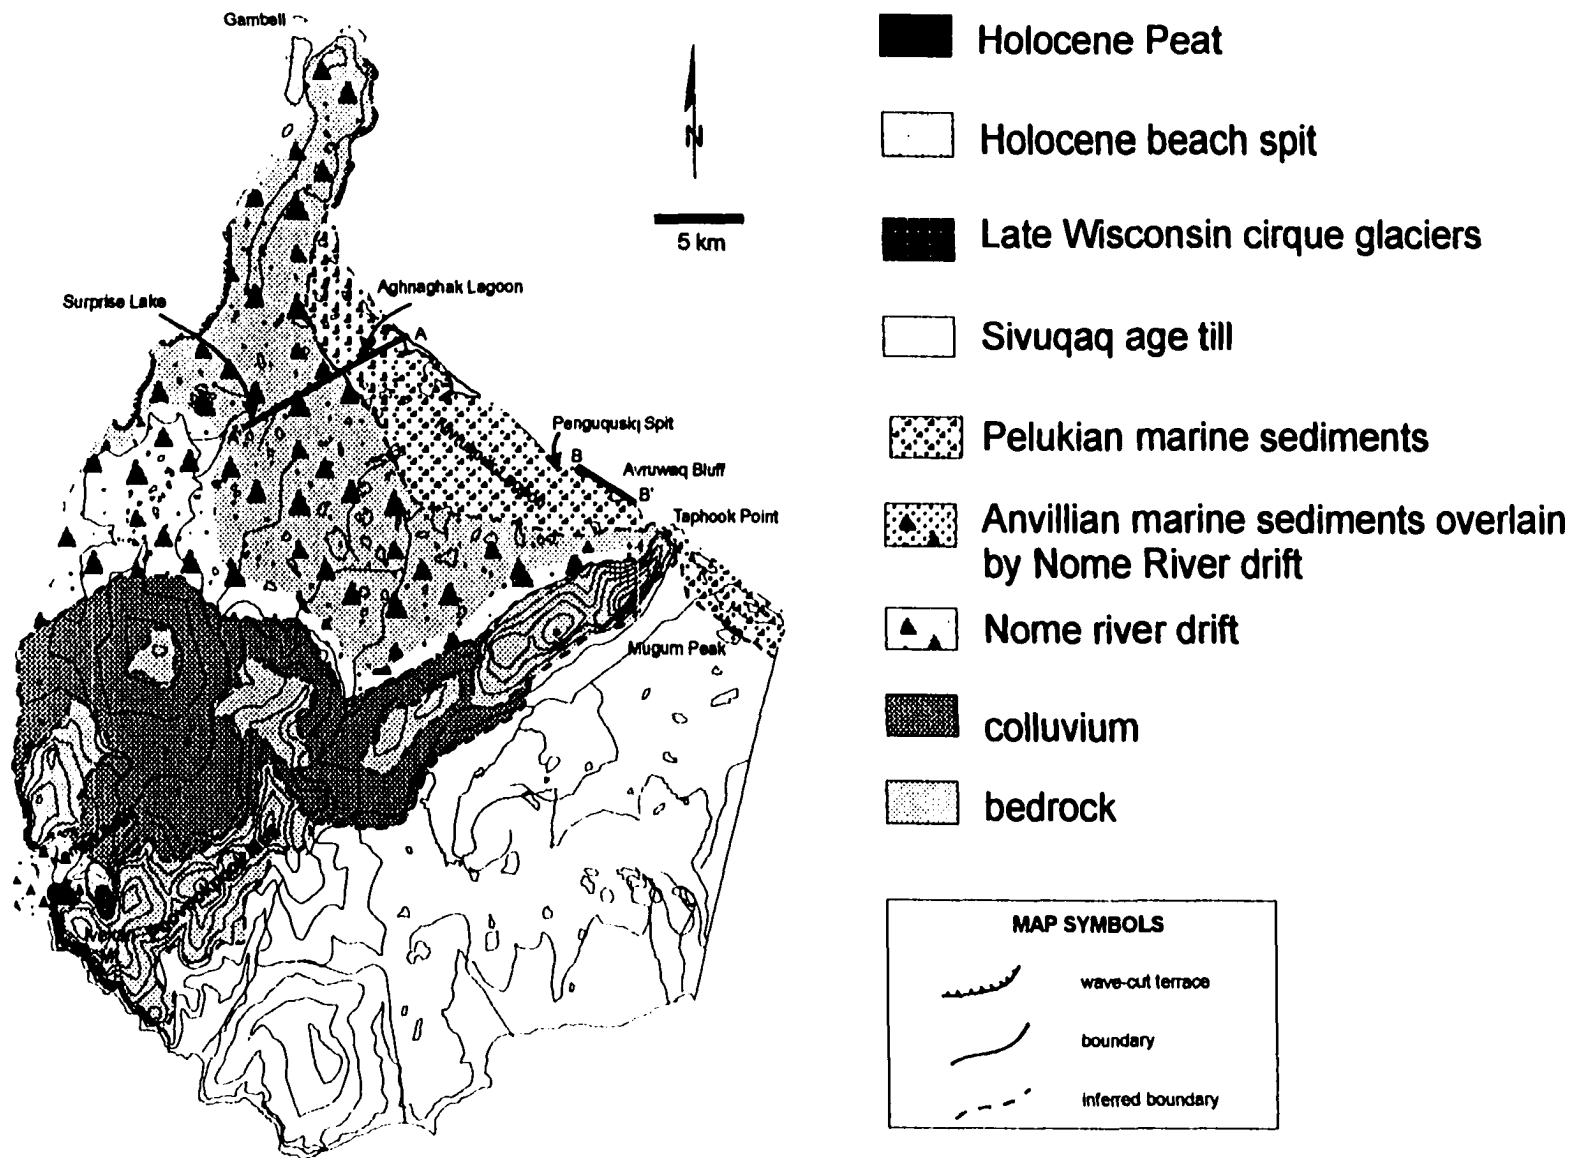 Gambell
N
5 km
Aghnaghak Lagoon
Surprise Lake
A
A'
Penguquskj Spit
B
Avruwaq Bluff
B'
Taphook Point
Mugum Peak
Holocene Peat
Holocene beach spit
Late Wisconsin cirque glaciers
Sivuqaq age till
Pelukian marine sediments
Anvillian marine sediments overlain
by Nome River drift
Nome river drift
colluvium
bedrock
MAP SYMBOLS
wave-cut terrace
boundary
inferred boundary